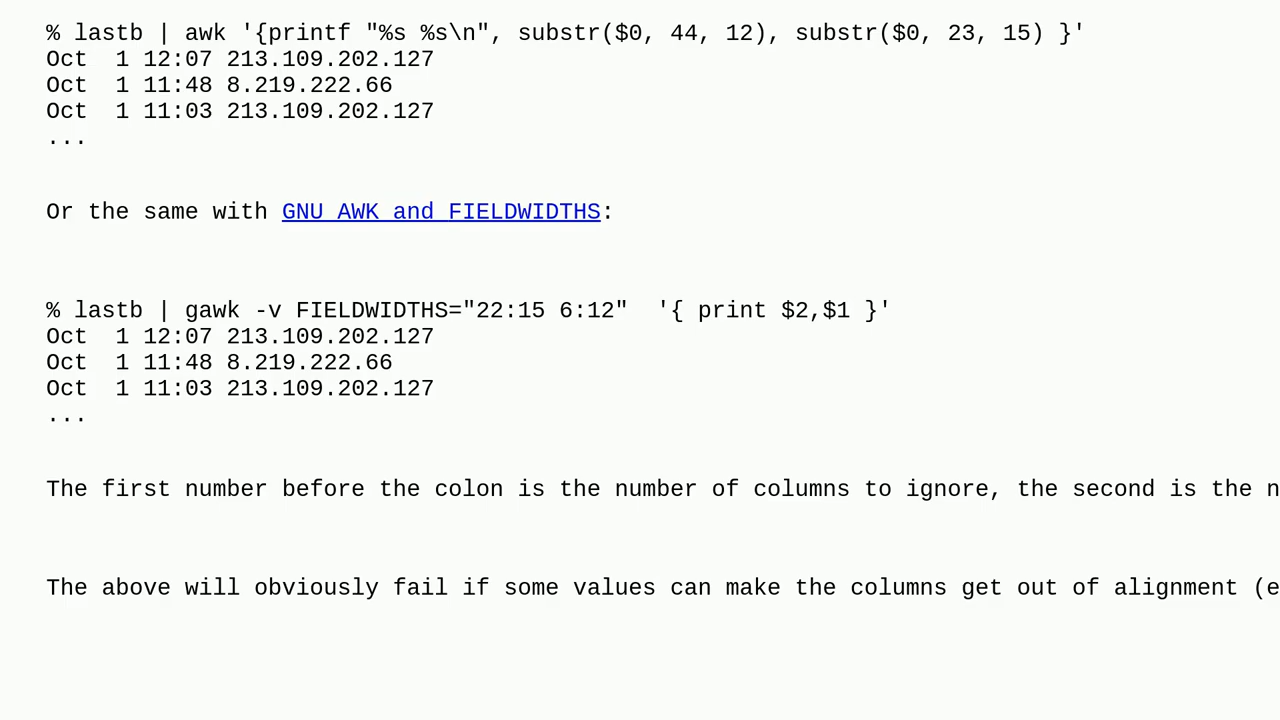 % lastb | awk '{printf "%s %s\n", substr($0, 44, 12), substr($0, 23, 15) }'
Oct  1 12:07 213.109.202.127
Oct  1 11:48 8.219.222.66
Oct  1 11:03 213.109.202.127
...
Or the same with GNU AWK and FIELDWIDTHS:
% lastb | gawk -v FIELDWIDTHS="22:15 6:12"  '{ print $2,$1 }'
Oct  1 12:07 213.109.202.127
Oct  1 11:48 8.219.222.66
Oct  1 11:03 213.109.202.127
...
The first number before the colon is the number of columns to ignore, the second is the
The above will obviously fail if some values can make the columns get out of alignment